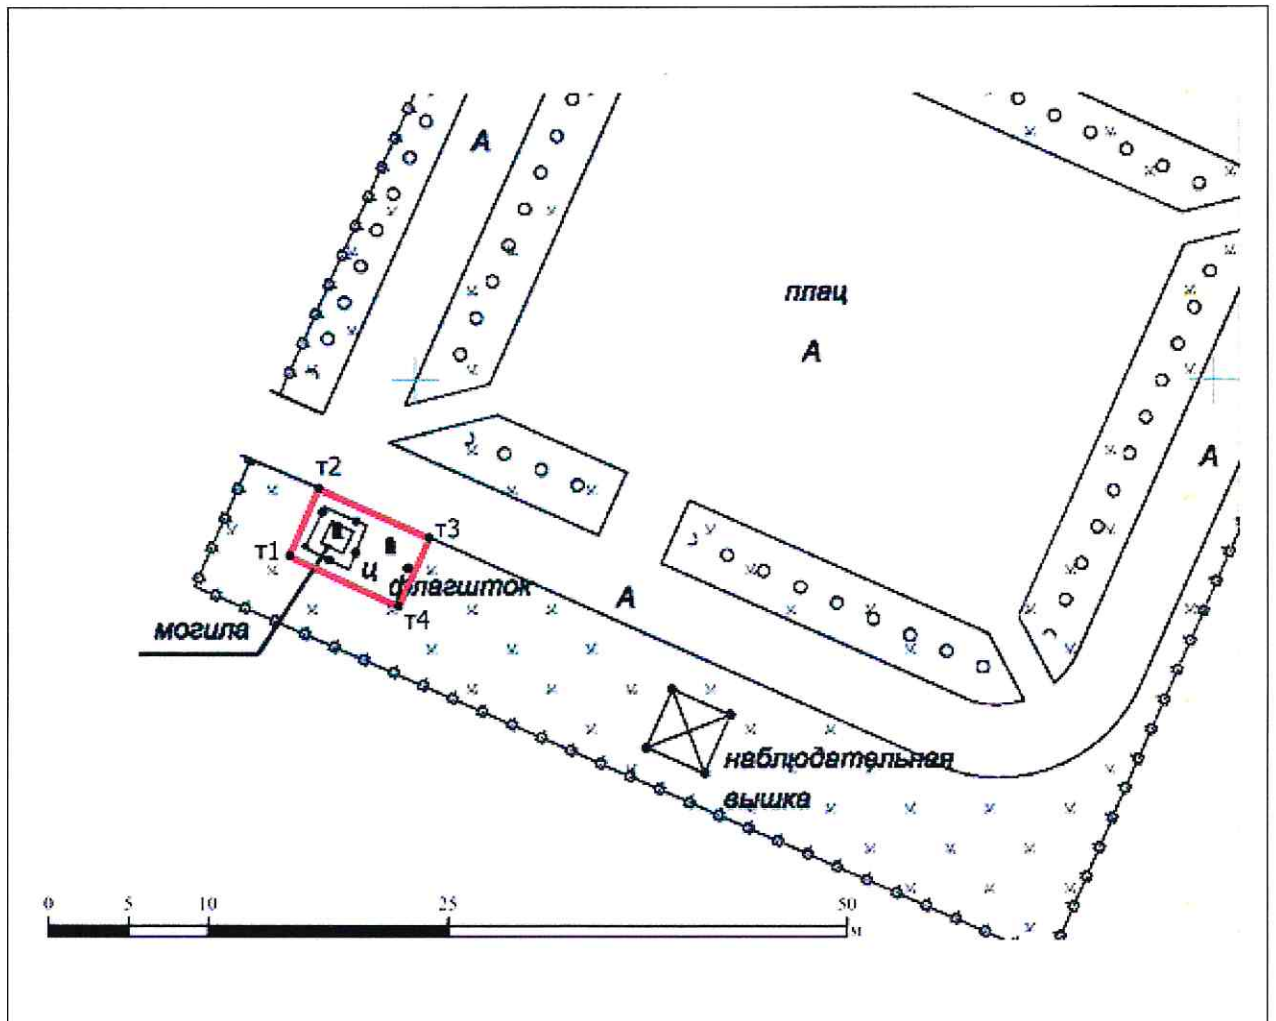 А
плац
А
А
т2
т3
т1
ц
флагшток
А
т4
могила
наблюдательная
вышка
0 5 10 25 50
м